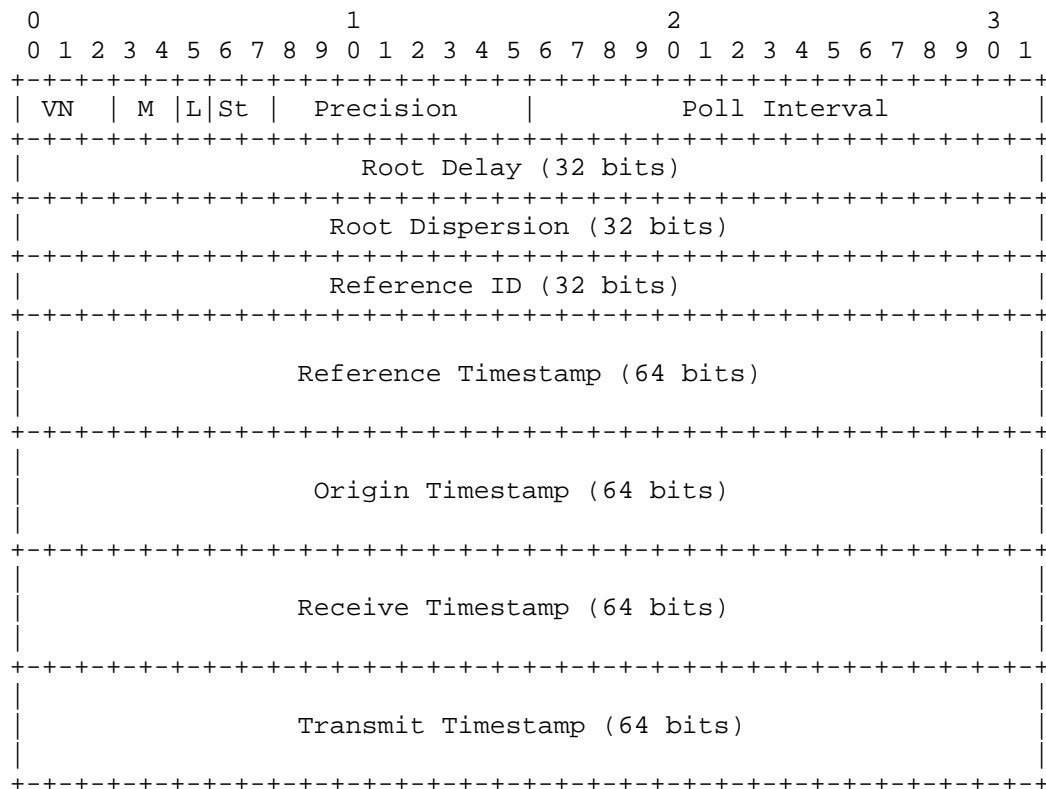 0                   1                   2                   3
 0 1 2 3 4 5 6 7 8 9 0 1 2 3 4 5 6 7 8 9 0 1 2 3 4 5 6 7 8 9 0 1
+-+-+-+-+-+-+-+-+-+-+-+-+-+-+-+-+-+-+-+-+-+-+-+-+-+-+-+-+-+-+-+-+
| VN  | M |L|St |  Precision    |         Poll Interval         |
+-+-+-+-+-+-+-+-+-+-+-+-+-+-+-+-+-+-+-+-+-+-+-+-+-+-+-+-+-+-+-+-+
|                     Root Delay (32 bits)                      |
+-+-+-+-+-+-+-+-+-+-+-+-+-+-+-+-+-+-+-+-+-+-+-+-+-+-+-+-+-+-+-+-+
|                   Root Dispersion (32 bits)                   |
+-+-+-+-+-+-+-+-+-+-+-+-+-+-+-+-+-+-+-+-+-+-+-+-+-+-+-+-+-+-+-+-+
|                   Reference ID (32 bits)                      |
+-+-+-+-+-+-+-+-+-+-+-+-+-+-+-+-+-+-+-+-+-+-+-+-+-+-+-+-+-+-+-+-+
|                                                               |
|                 Reference Timestamp (64 bits)                 |
|                                                               |
+-+-+-+-+-+-+-+-+-+-+-+-+-+-+-+-+-+-+-+-+-+-+-+-+-+-+-+-+-+-+-+-+
|                                                               |
|                  Origin Timestamp (64 bits)                   |
|                                                               |
+-+-+-+-+-+-+-+-+-+-+-+-+-+-+-+-+-+-+-+-+-+-+-+-+-+-+-+-+-+-+-+-+
|                                                               |
|                 Receive Timestamp (64 bits)                   |
|                                                               |
+-+-+-+-+-+-+-+-+-+-+-+-+-+-+-+-+-+-+-+-+-+-+-+-+-+-+-+-+-+-+-+-+
|                                                               |
|                 Transmit Timestamp (64 bits)                  |
|                                                               |
+-+-+-+-+-+-+-+-+-+-+-+-+-+-+-+-+-+-+-+-+-+-+-+-+-+-+-+-+-+-+-+-+